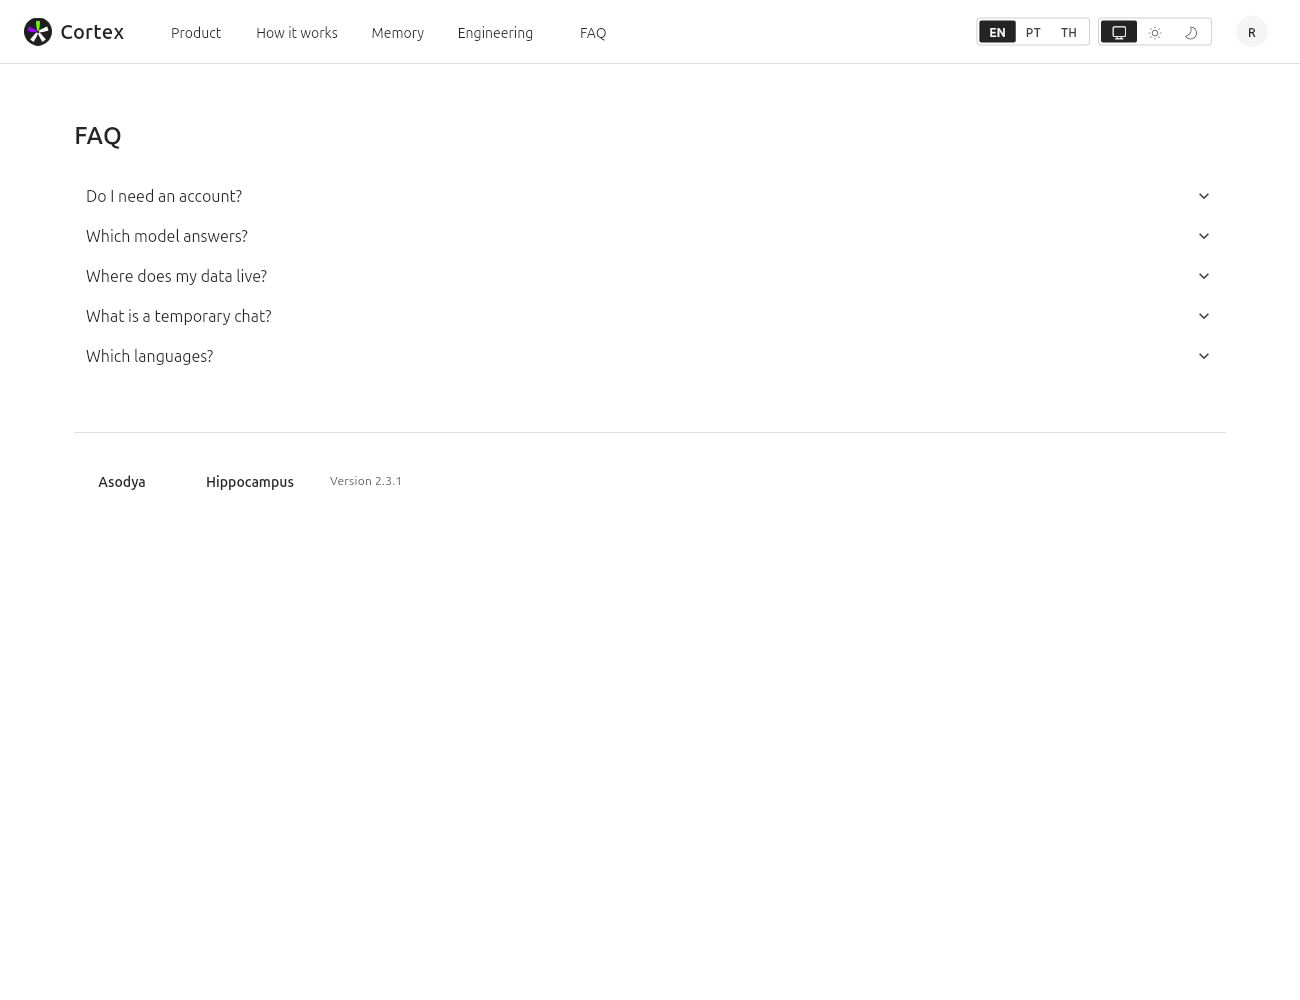 Cortex
Product
How it works
Memory
Engineering
FAQ
EN
PT
TH
R
FAQ
Do I need an account?
Which model answers?
Where does my data live?
What is a temporary chat?
Which languages?
Asodya
Hippocampus
Version 2.3.1